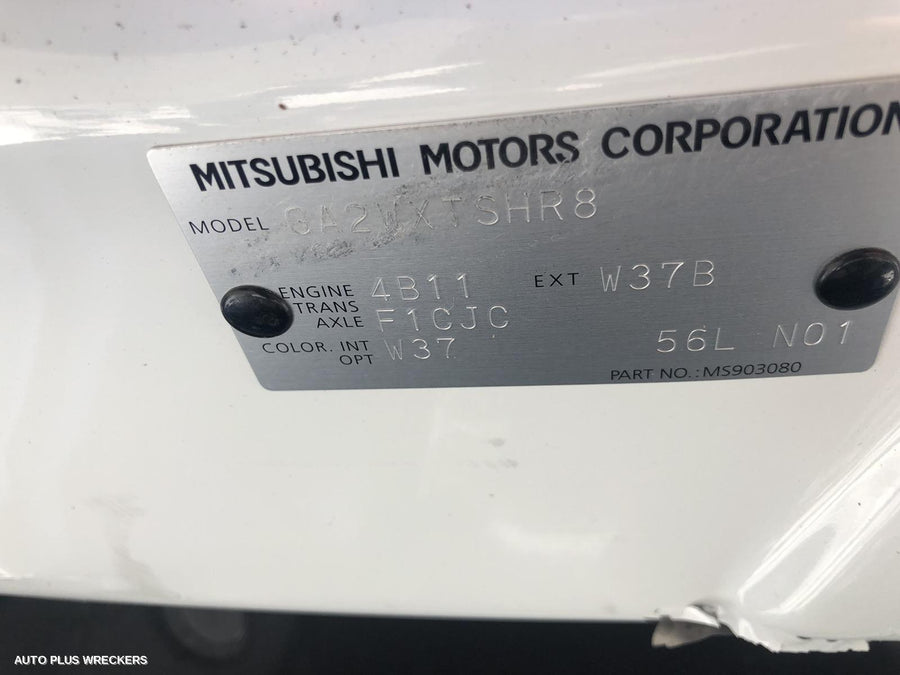 MITSUBISHI MOTORS CORPORATION
MODEL GA2WXTSHR8
ENGINE 4B11 EXT W37B
TRANS AXLE F1CJC
COLOR. INT OPT W37 56L N01
PART NO.: MS903080
AUTO PLUS WRECKERS